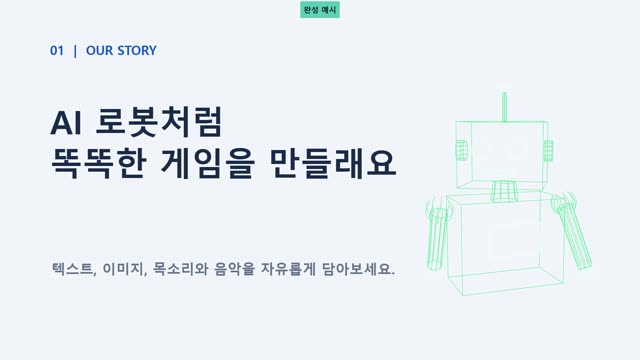 완성 예시
01 | OUR STORY
AI 로봇처럼
똑똑한 게임을 만들래요
텍스트, 이미지, 목소리와 음악을 자유롭게 담아보세요.